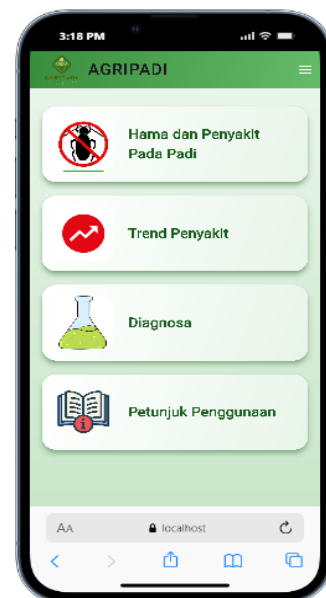 3:18 PM
AGRIPADI
Hama dan Penyakit
Pada Padi
Trend Penyakit
Diagnosa
Petunjuk Penggunaan
AA
localhost